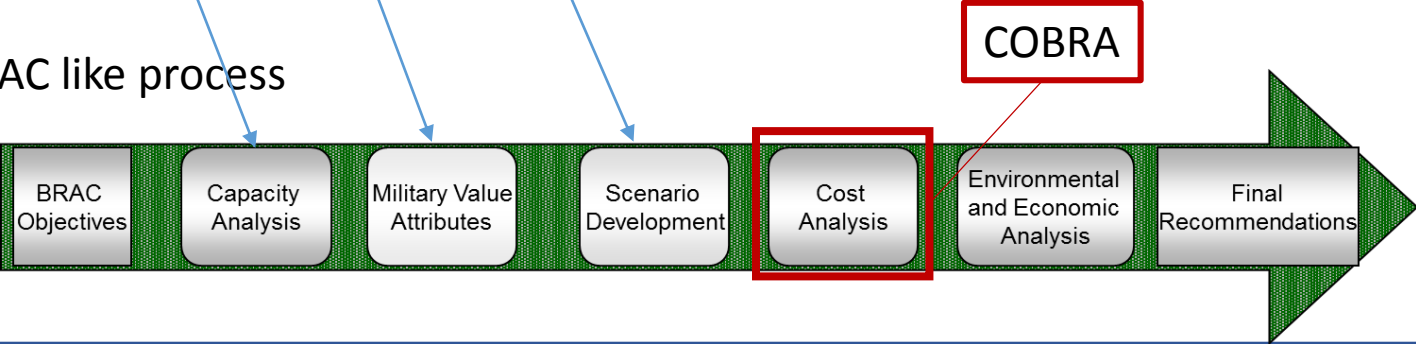 COBRA
AC like process
BRAC
Objectives
Capacity
Analysis
Military Value
Attributes
Scenario
Development
Cost
Analysis
Environmental
and Economic
Analysis
Final
Recommendations